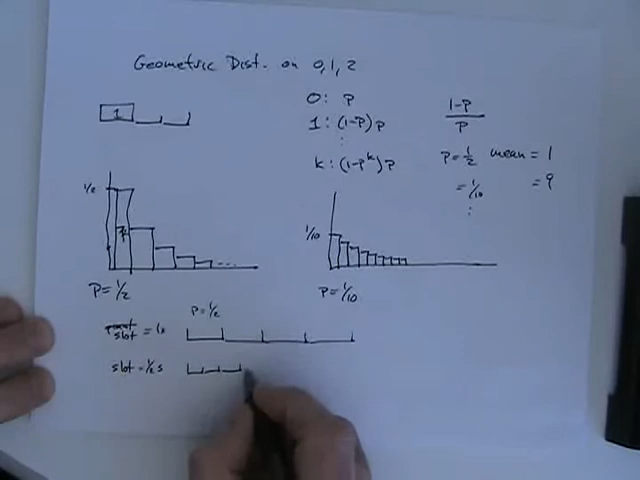 Geometric Dist. on 0,1,2
0: p
1: (1-p)p
:
k: (1-p^k)p
1-p
p
p=1/2 mean = 1
=1/10 =9
:
1
1/2
1/10
p=1/2
p=1/10
p=1/2
slot = 1s
slot = 1/2 s